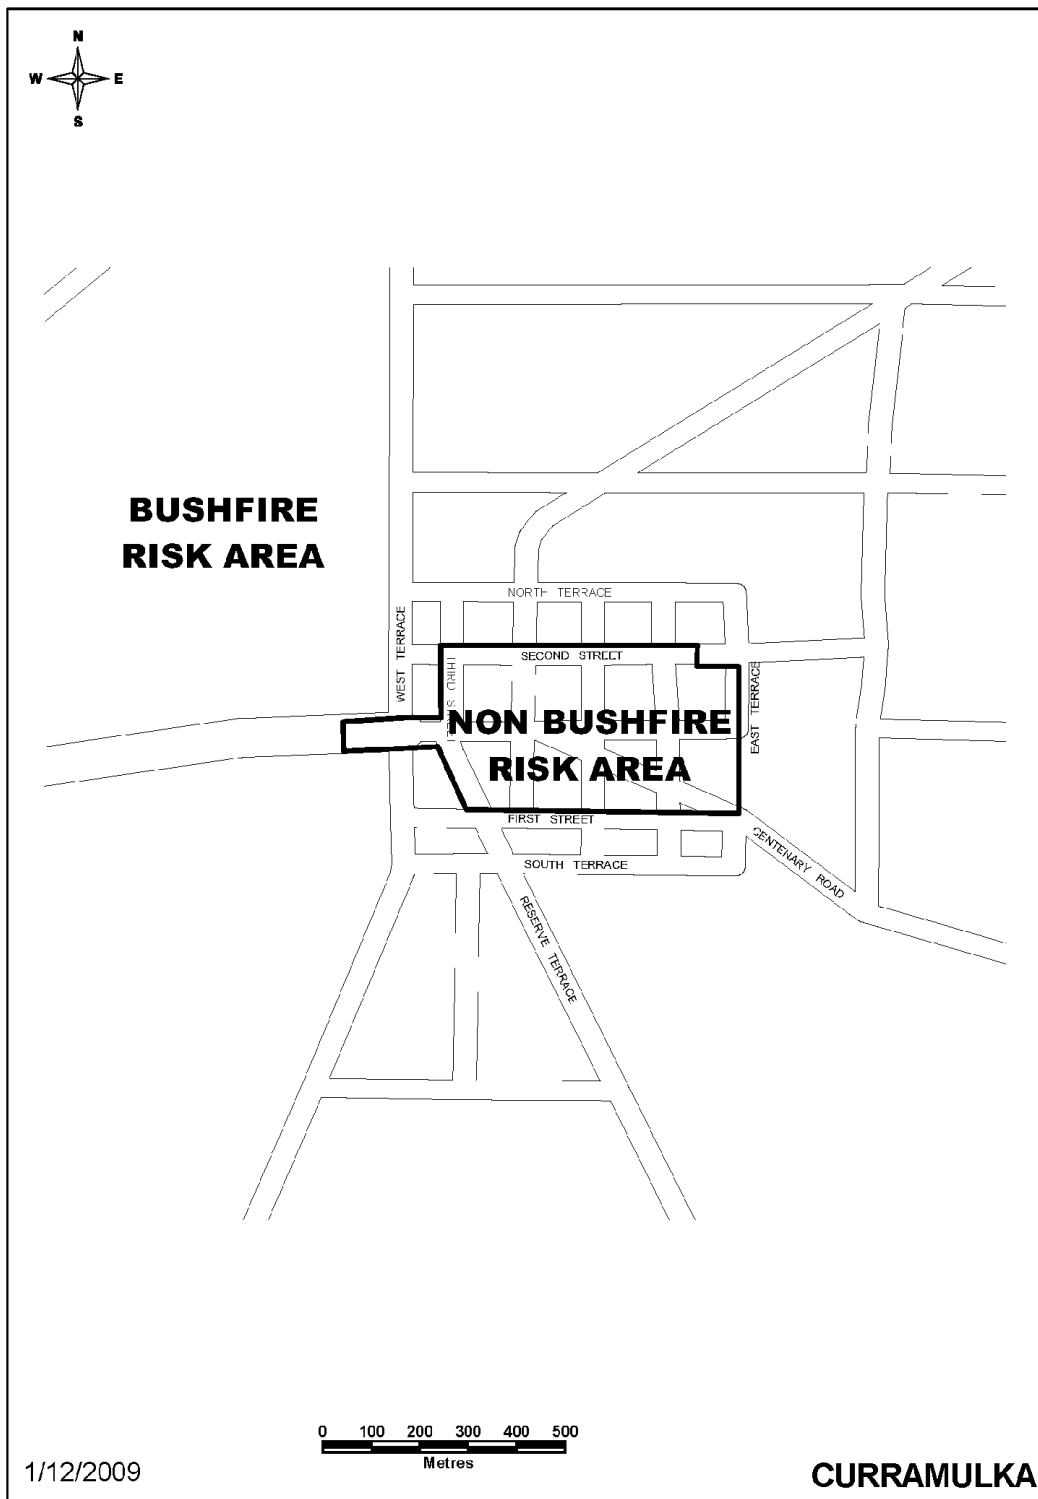 N
W E
S
BUSHFIRE
RISK AREA
NORTH TERRACE
WEST TERRACE
SECOND STREET
THIRD STREET
EAST TERRACE
NON BUSHFIRE
RISK AREA
FIRST STREET
CENTENARY ROAD
SOUTH TERRACE
RESERVE TERRACE
0 100 200 300 400 500
Metres
1/12/2009
CURRAMULKA